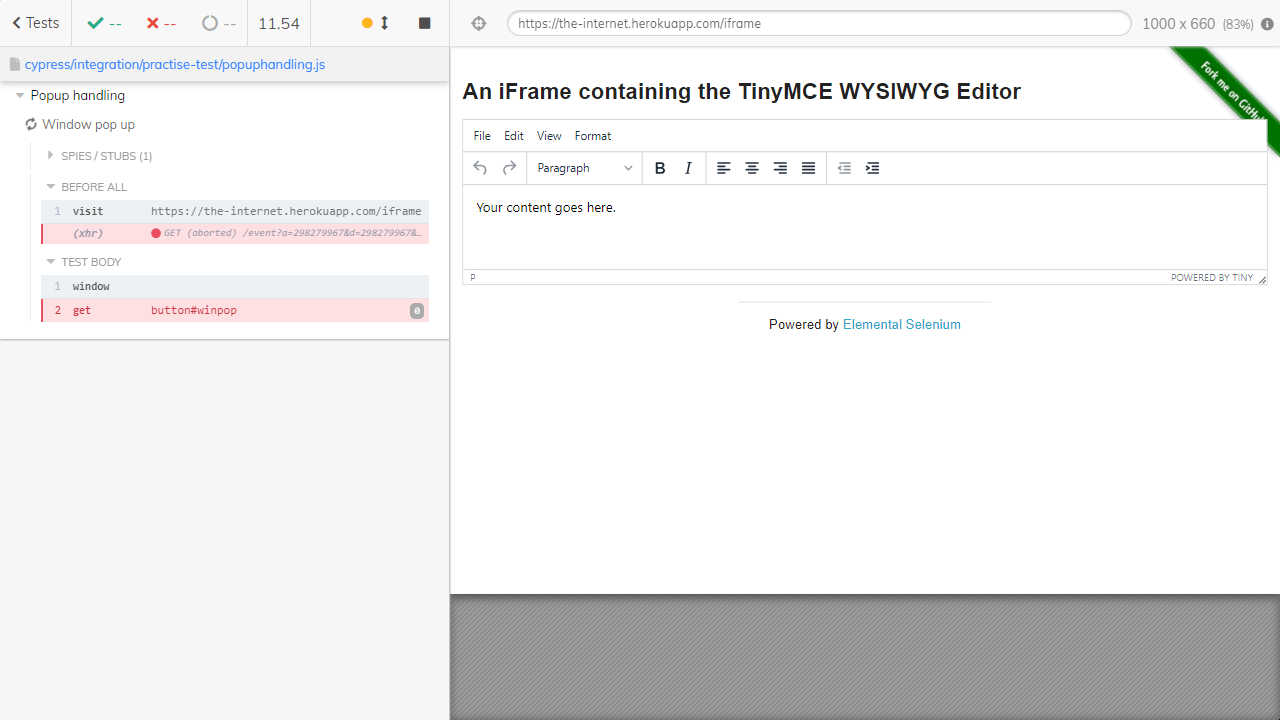 Tests
--
--
--
11.54
https://the-internet.herokuapp.com/iframe
1000 x 660 (83%)
cypress/integration/practise-test/popuphandling.js
Popup handling
Window pop up
SPIES / STUBS (1)
BEFORE ALL
1 visit https://the-internet.herokuapp.com/iframe
(xhr) GET (aborted) /event?a=298279967&d=298279967&…
TEST BODY
1 window
2 get button#winpop 0
Fork me on GitHub
An iFrame containing the TinyMCE WYSIWYG Editor
File Edit View Format
Paragraph B I
Your content goes here.
P POWERED BY TINY
Powered by Elemental Selenium